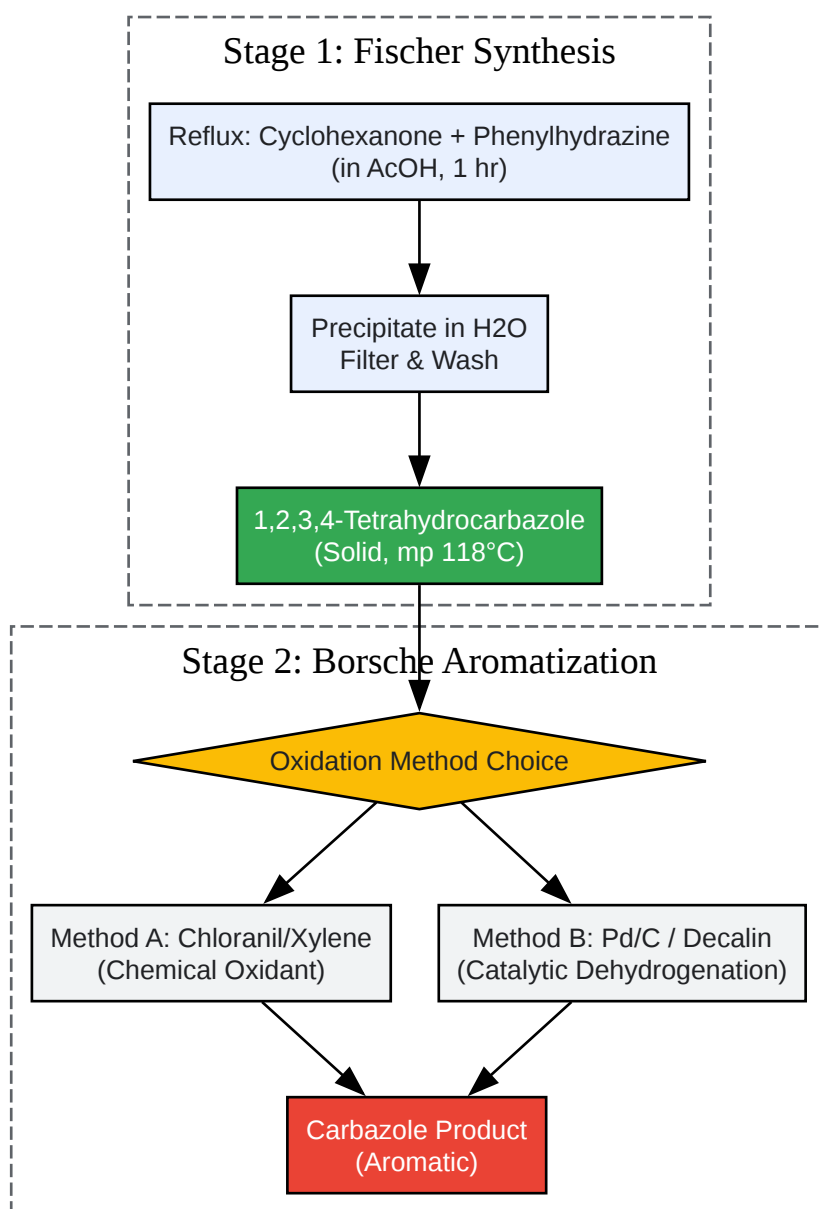 Stage 1: Fischer Synthesis
Reflux: Cyclohexanone + Phenylhydrazine
(in AcOH, 1 hr)
Precipitate in H2O
Filter & Wash
1,2,3,4-Tetrahydrocarbazole
(Solid, mp 118°C)
Stage 2: Borsche Aromatization
Oxidation Method Choice
Method A: Chloranil/Xylene
(Chemical Oxidant)
Method B: Pd/C / Decalin
(Catalytic Dehydrogenation)
Carbazole Product
(Aromatic)